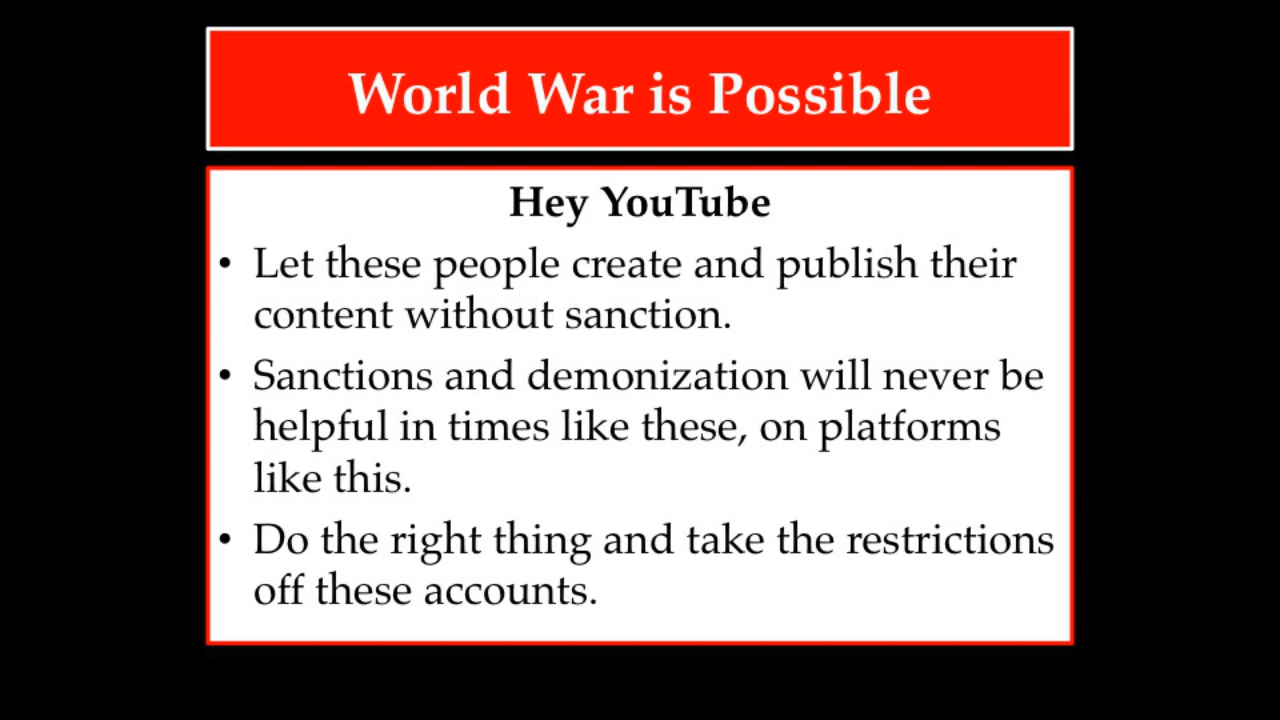 World War is Possible
Hey YouTube
• Let these people create and publish their
content without sanction.
• Sanctions and demonization will never be
helpful in times like these, on platforms
like this.
• Do the right thing and take the restrictions
off these accounts.